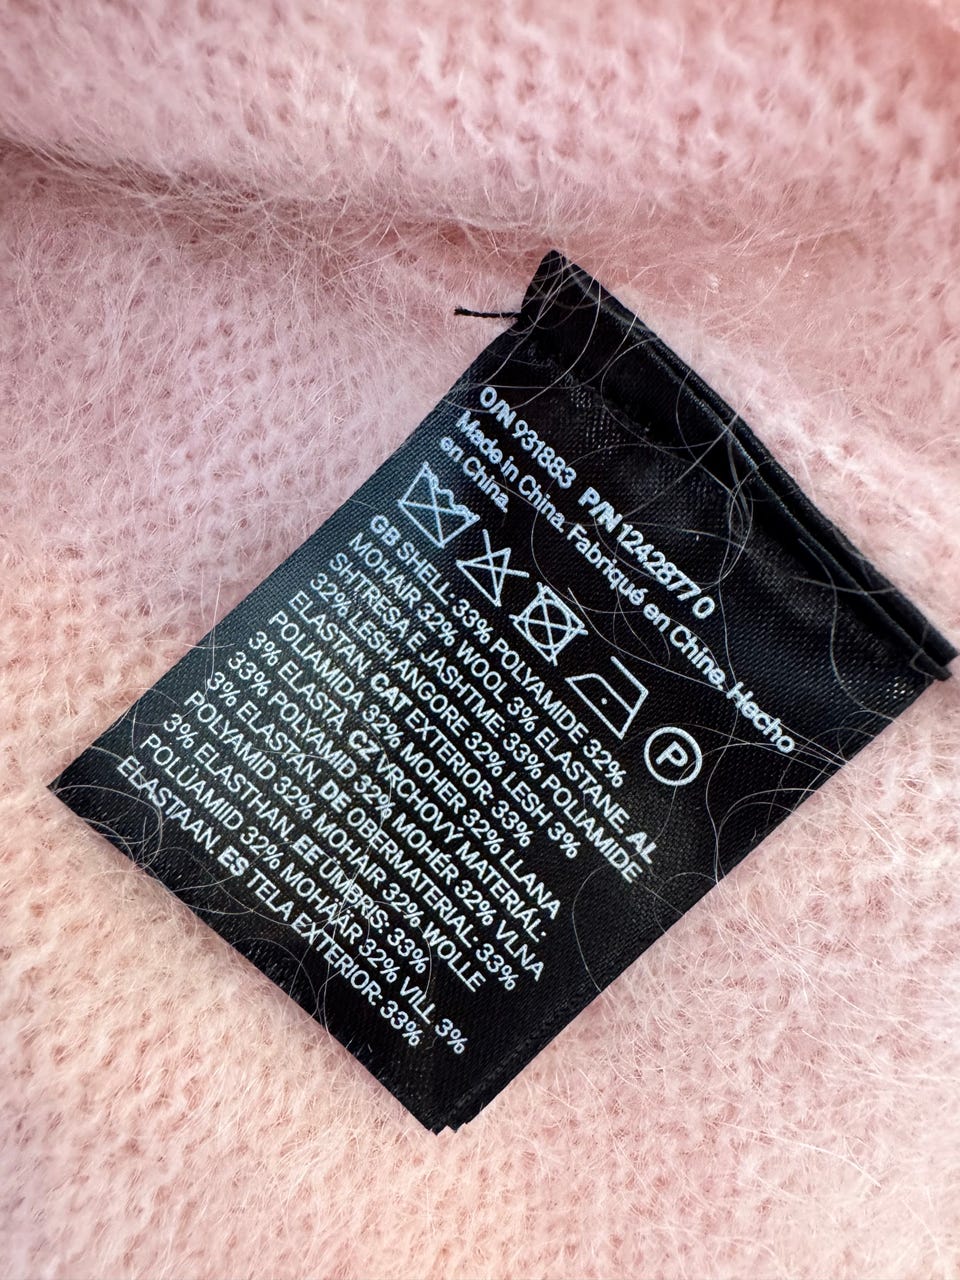 O/N 931883 P/N 1242877 0
Made in China. Fabriqué en Chine. Hecho
en China.
P
GB SHELL: 33% POLYAMIDE 32%
MOHAIR 32% WOOL 3% ELASTANE AL
SHTRESA E JASHTME: 33% POLIAMIDE
32% LESH ANGORE 32% LESH 3%
ELASTAN. CAT EXTERIOR: 33%
POLIAMIDA 32% MOHER 32% LLANA
3% ELASTÀ CZ VRCHOVÝ MATERIÁL:
33% POLYAMID 32% MOHÉR 32% VLNA
3% ELASTAN. DE OBERMATERIAL: 33%
POLYAMID 32% MOHAIR 32% WOLLE
3% ELASTHAN. EE ÜMBRIS: 33%
POLÜAMIID 32% MOHÄÄR 32% VILL 3%
ELASTAAN. ES TELA EXTERIOR: 33%